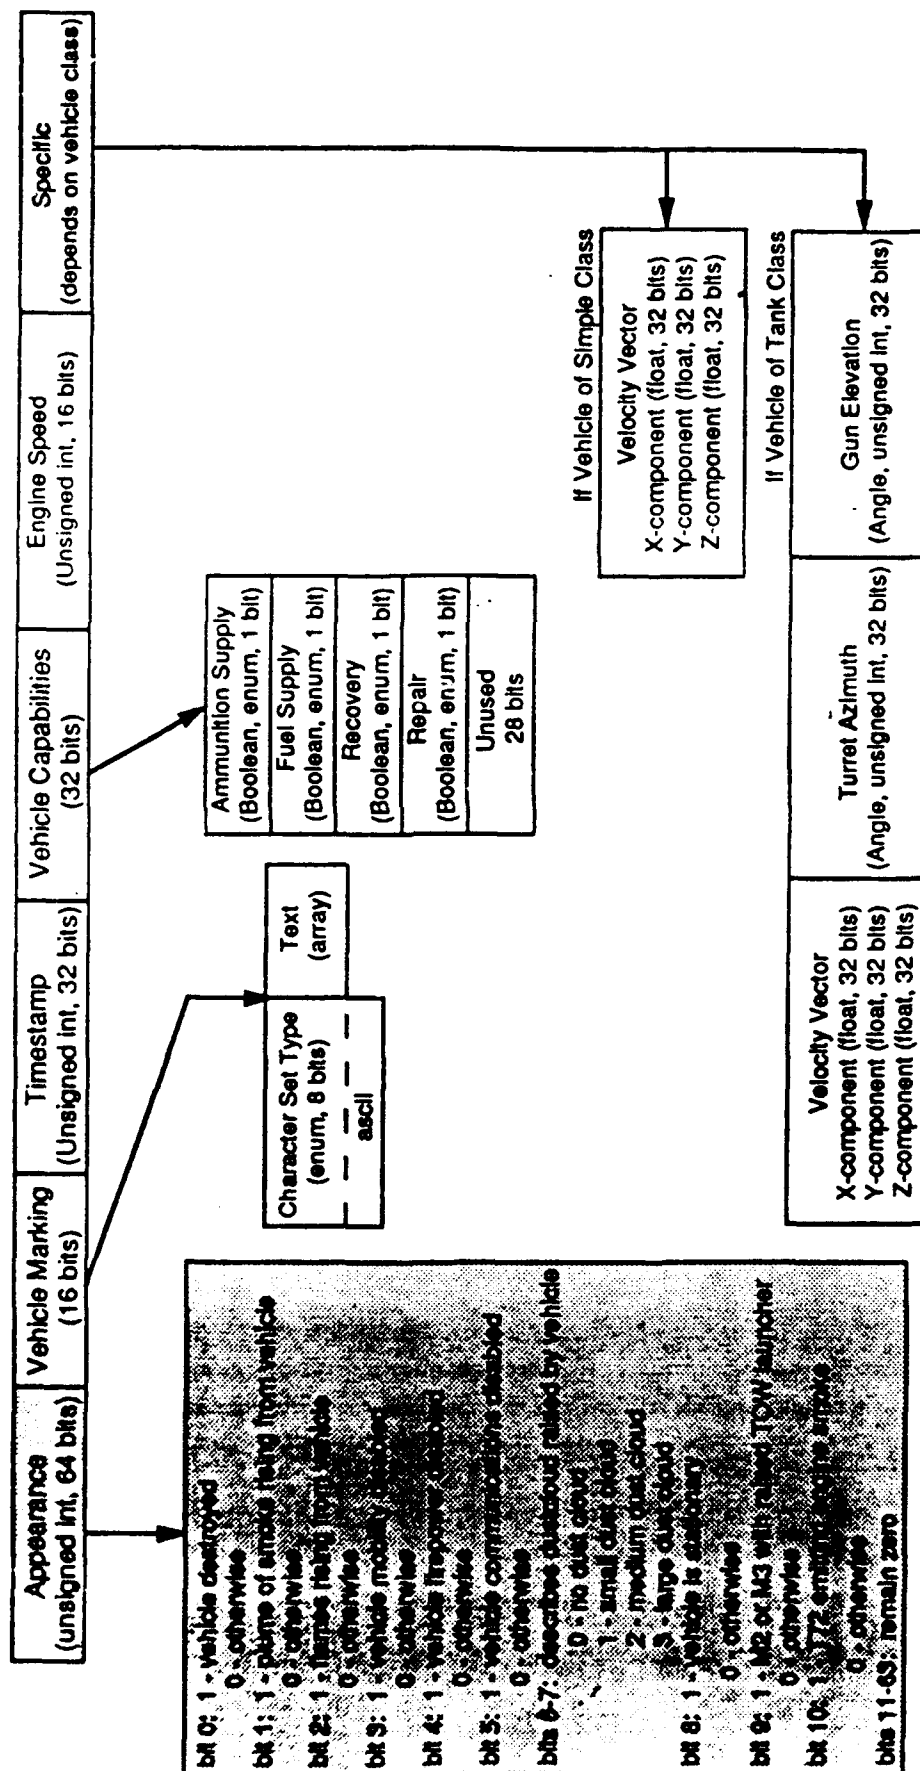 Appearance
(unsigned int, 64 bits)
Vehicle Marking
(16 bits)
Timestamp
(Unsigned int, 32 bits)
Vehicle Capabilities
(32 bits)
Engine Speed
(Unsigned int, 16 bits)
Specific
(depends on vehicle class)
bit 0: 1 - vehicle destroyed
0 - otherwise
bit 1: 1 - plume of smoke rising from vehicle
0 - otherwise
bit 2: 1 - flames rising from vehicle
0 - otherwise
bit 3: 1 - vehicle mobility disabled
0 - otherwise
bit 4: 1 - vehicle firepower disabled
0 - otherwise
bit 5: 1 - vehicle communications disabled
0 - otherwise
bits 6-7: describes dustcloud raised by vehicle
0 - no dust cloud
1 - small dust cloud
2 - medium dust cloud
3 - large dust cloud
bit 8: 1 - vehicle is stationary
0 - otherwise
bit 9: 1 - M2 or M3 with raised TOW launcher
0 - otherwise
bit 10: 1 - T72 emitting engine smoke
0 - otherwise
bits 11-63: remain zero
Character Set Type
(enum, 8 bits)
ascii
Text
(array)
Ammunition Supply
(Boolean, enum, 1 bit)
Fuel Supply
(Boolean, enum, 1 bit)
Recovery
(Boolean, enum, 1 bit)
Repair
(Boolean, enum, 1 bit)
Unused
28 bits
If Vehicle of Simple Class
Velocity Vector
X-component (float, 32 bits)
Y-component (float, 32 bits)
Z-component (float, 32 bits)
If Vehicle of Tank Class
Velocity Vector
X-component (float, 32 bits)
Y-component (float, 32 bits)
Z-component (float, 32 bits)
Turret Azimuth
(Angle, unsigned int, 32 bits)
Gun Elevation
(Angle, unsigned int, 32 bits)